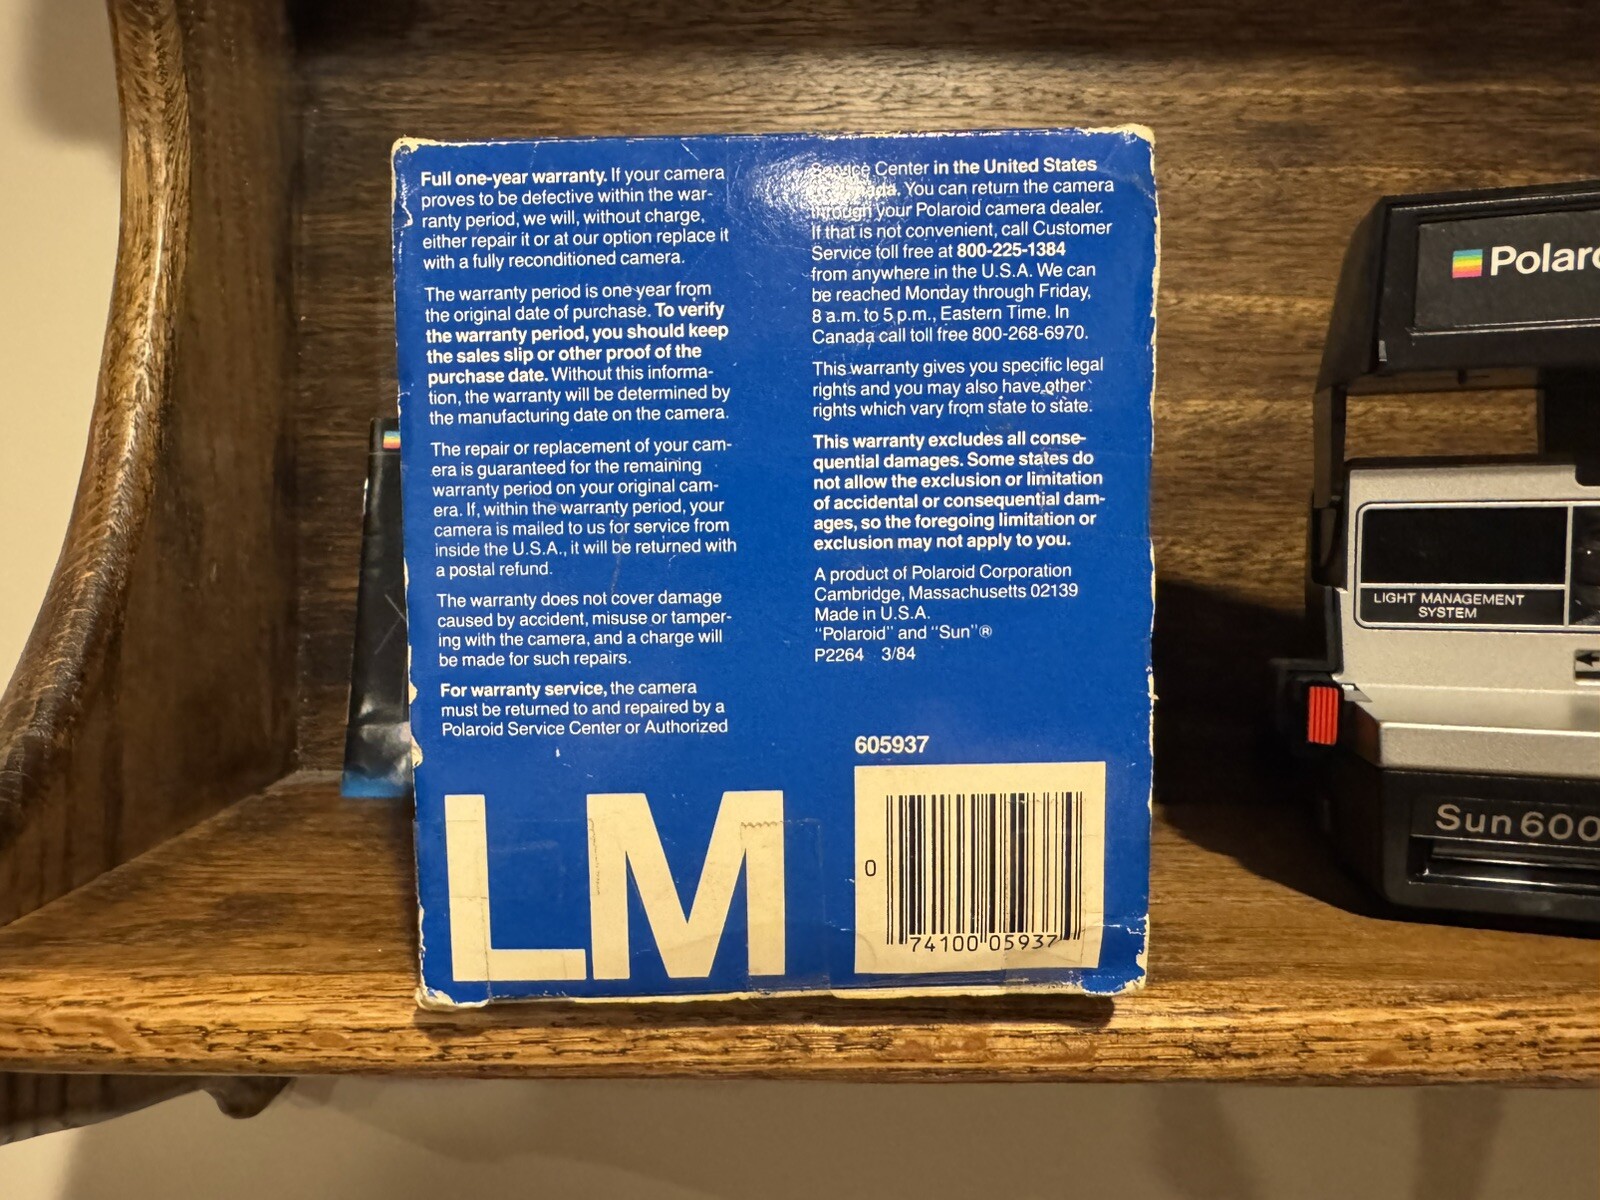 Full one-year warranty. If your camera
proves to be defective within the war-
ranty period, we will, without charge,
either repair it or at our option replace it
with a fully reconditioned camera.
The warranty period is one year from
the original date of purchase. To verify
the warranty period, you should keep
the sales slip or other proof of the
purchase date. Without this informa-
tion, the warranty will be determined by
the manufacturing date on the camera.
The repair or replacement of your cam-
era is guaranteed for the remaining
warranty period on your original cam-
era. If, within the warranty period, your
camera is mailed to us for service from
inside the U.S.A., it will be returned with
a postal refund.
The warranty does not cover damage
caused by accident, misuse or tamper-
ing with the camera, and a charge will
be made for such repairs.
For warranty service, the camera
must be returned to and repaired by a
Polaroid Service Center or Authorized
Service Center in the United States
Canada. You can return the camera
through your Polaroid camera dealer.
If that is not convenient, call Customer
Service toll free at 800-225-1384
from anywhere in the U.S.A. We can
be reached Monday through Friday,
8 a.m. to 5 p.m., Eastern Time. In
Canada call toll free 800-268-6970.
This warranty gives you specific legal
rights and you may also have other
rights which vary from state to state.
This warranty excludes all conse-
quential damages. Some states do
not allow the exclusion or limitation
of accidental or consequential dam-
ages, so the foregoing limitation or
exclusion may not apply to you.
A product of Polaroid Corporation
Cambridge, Massachusetts 02139
Made in U.S.A.
"Polaroid" and "Sun"®
P2264 3/84
605937
LM
0 74100 05937
Polaro
LIGHT MANAGEMENT
SYSTEM
Sun 600